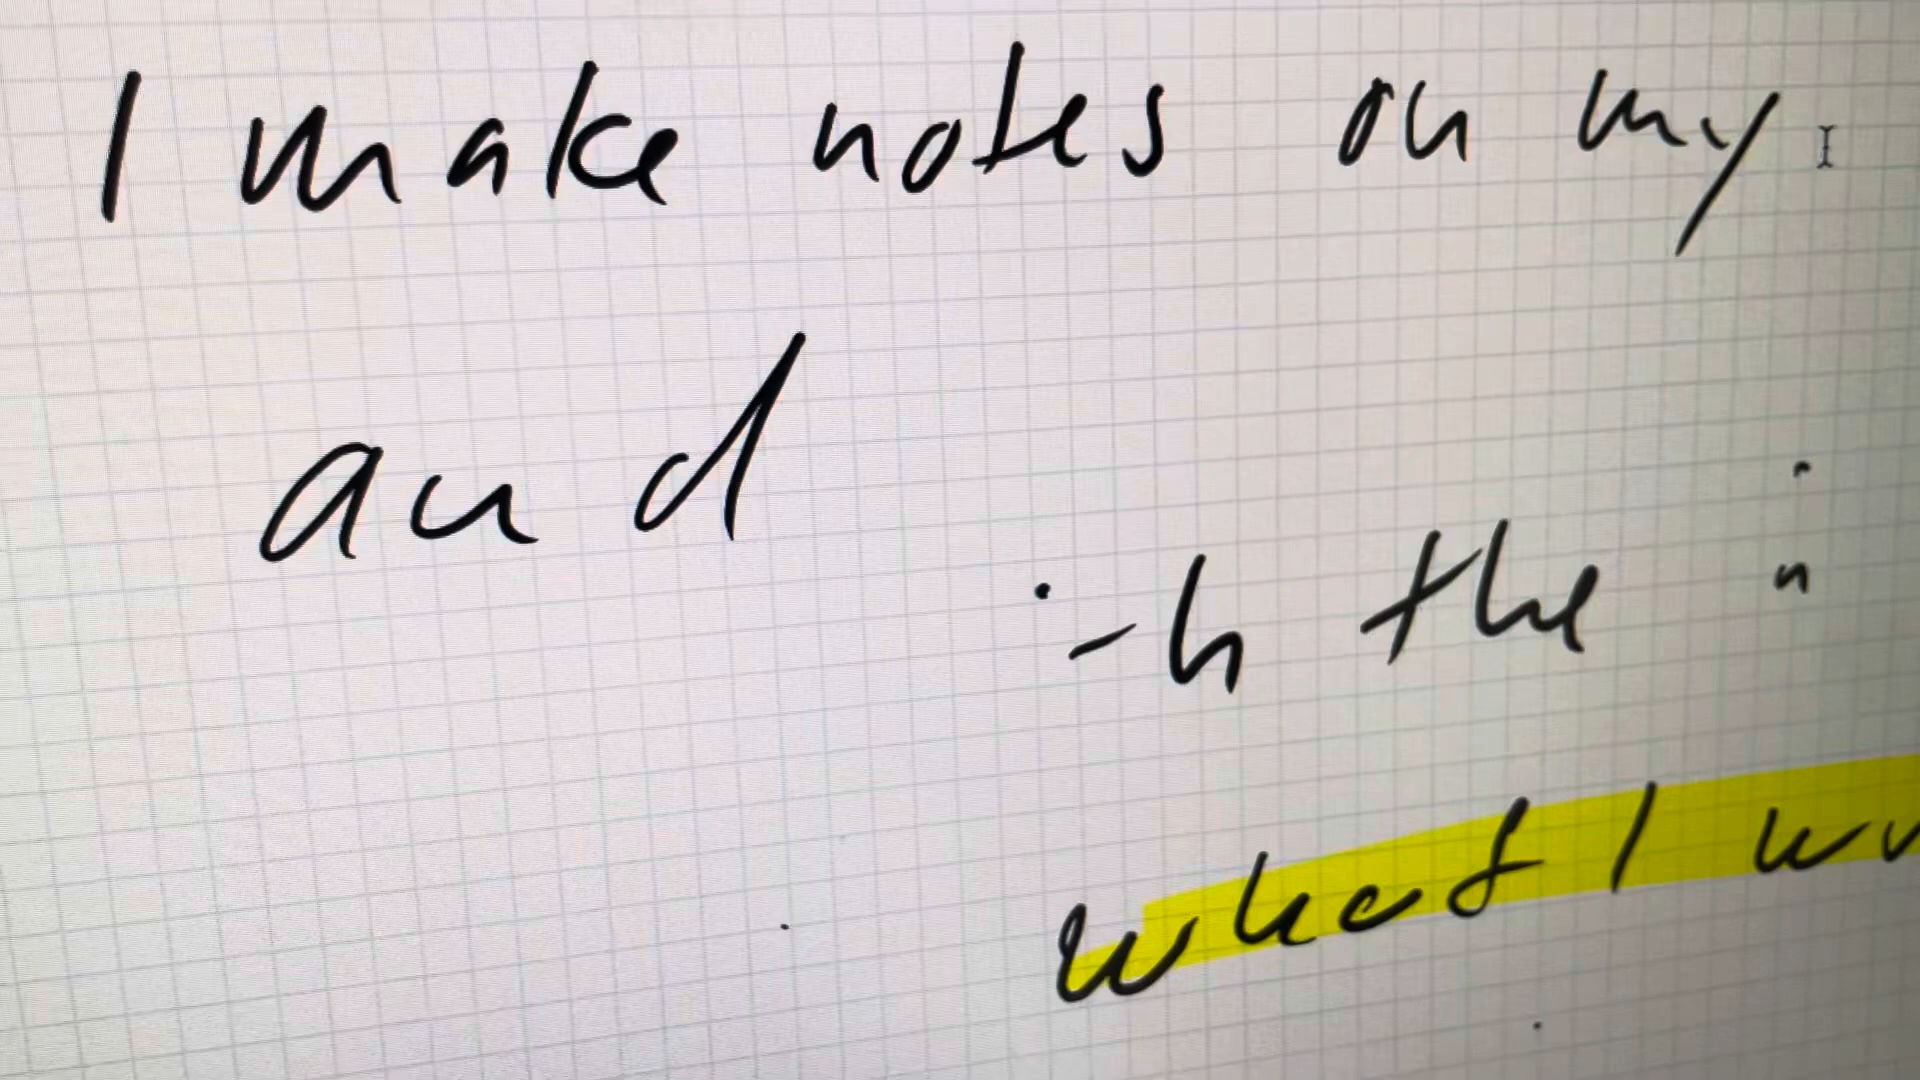 I make notes on my
and
in the
what I